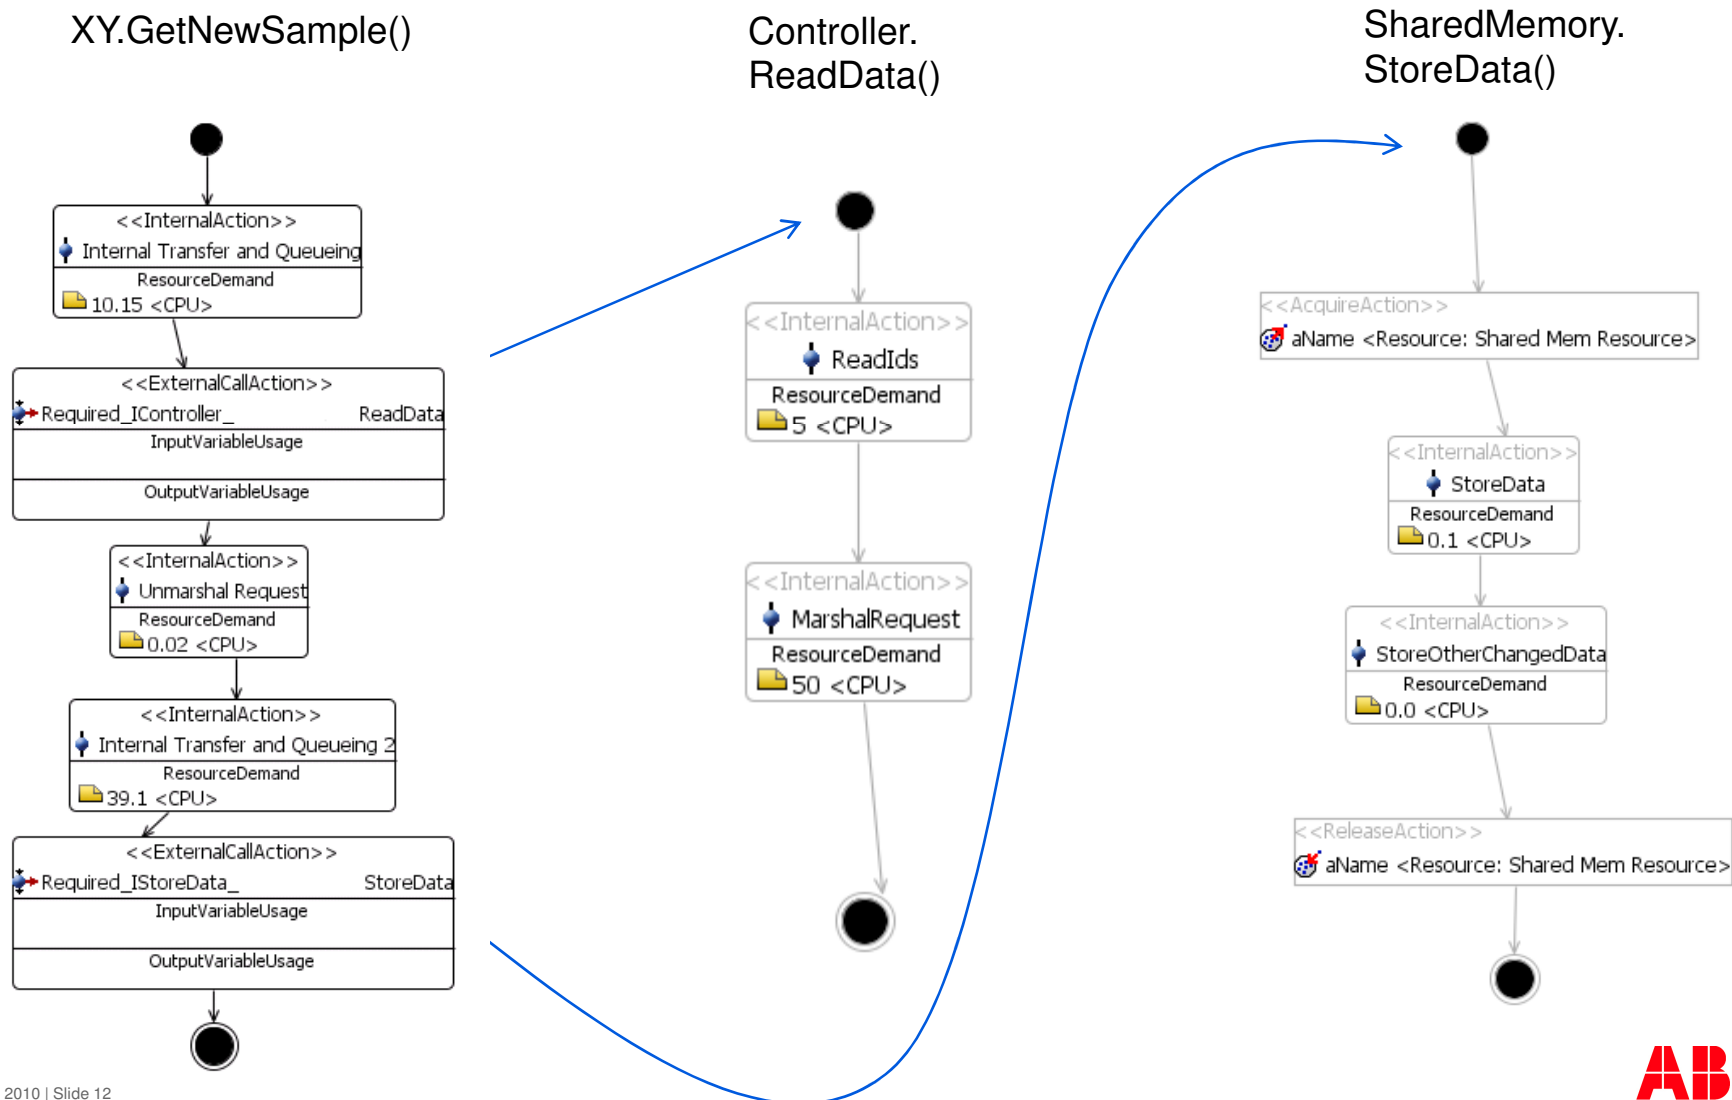 XY.GetNewSample()
<<InternalAction>>
Internal Transfer and Queueing
ResourceDemand
10.15 <CPU>
<<ExternalCallAction>>
Required_IController_ ReadData
InputVariableUsage
OutputVariableUsage
<<InternalAction>>
Unmarshal Request
ResourceDemand
0.02 <CPU>
<<InternalAction>>
Internal Transfer and Queueing 2
ResourceDemand
39.1 <CPU>
<<ExternalCallAction>>
Required_IStoreData_ StoreData
InputVariableUsage
OutputVariableUsage
Controller.
ReadData()
<<InternalAction>>
ReadIds
ResourceDemand
5 <CPU>
<<InternalAction>>
MarshalRequest
ResourceDemand
50 <CPU>
SharedMemory.
StoreData()
<<AcquireAction>>
aName <Resource: Shared Mem Resource>
<<InternalAction>>
StoreData
ResourceDemand
0.1 <CPU>
<<InternalAction>>
StoreOtherChangedData
ResourceDemand
0.0 <CPU>
<<ReleaseAction>>
aName <Resource: Shared Mem Resource>
2010 | Slide 12
AB